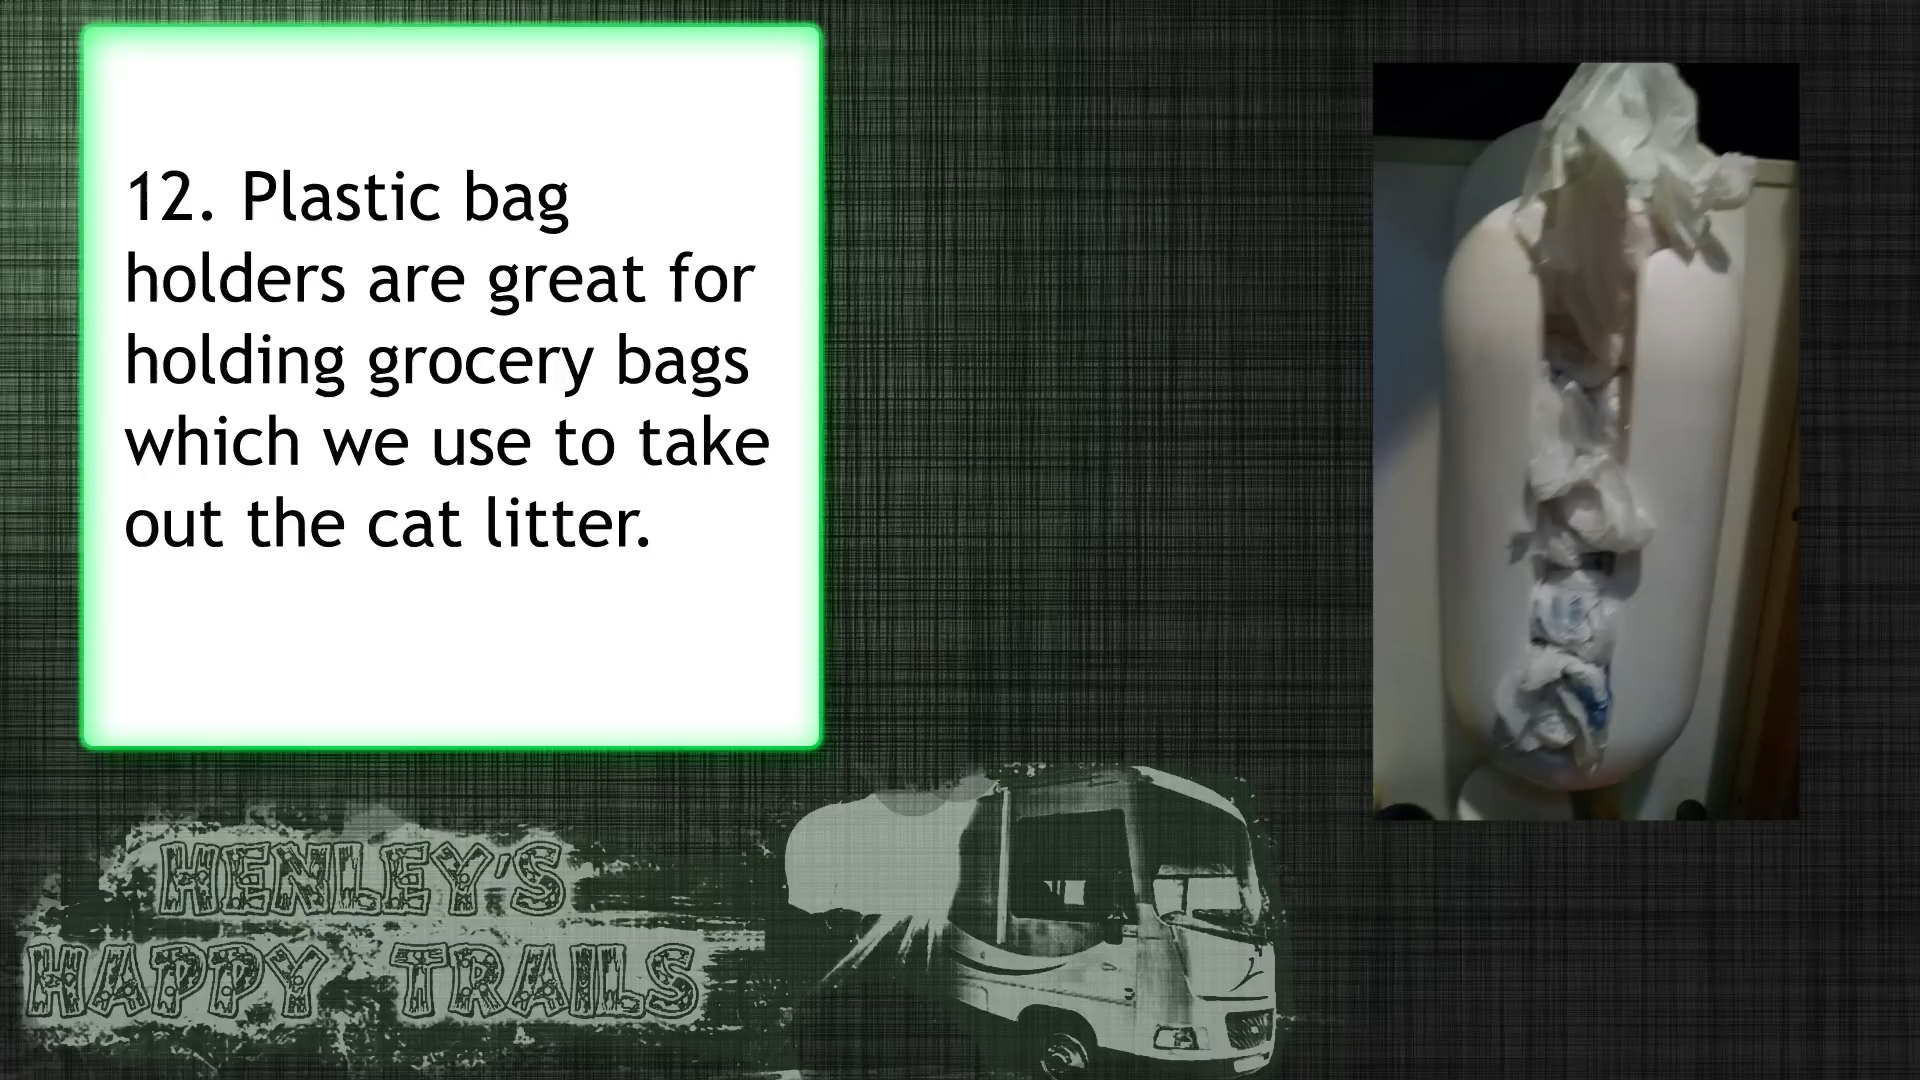 12. Plastic bag
holders are great for
holding grocery bags
which we use to take
out the cat litter.
HENLEY'S
HAPPY TRAILS